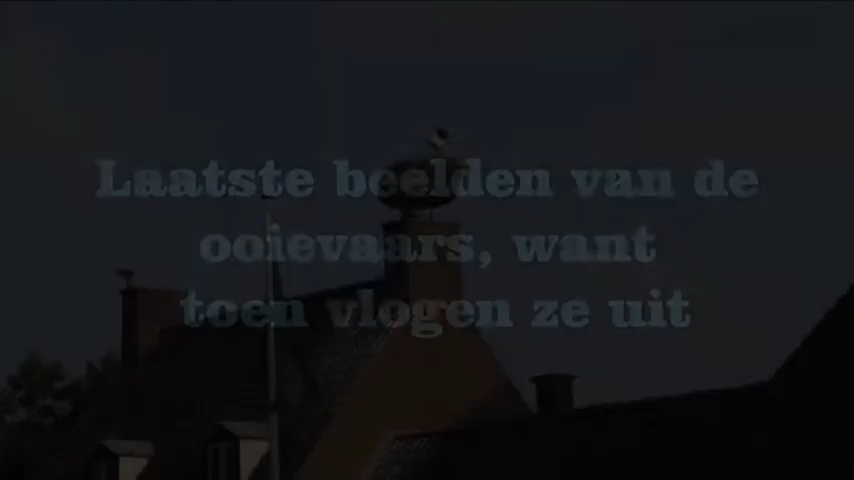 Laatste beelden van de
ooievaars, want
toen vlogen ze uit